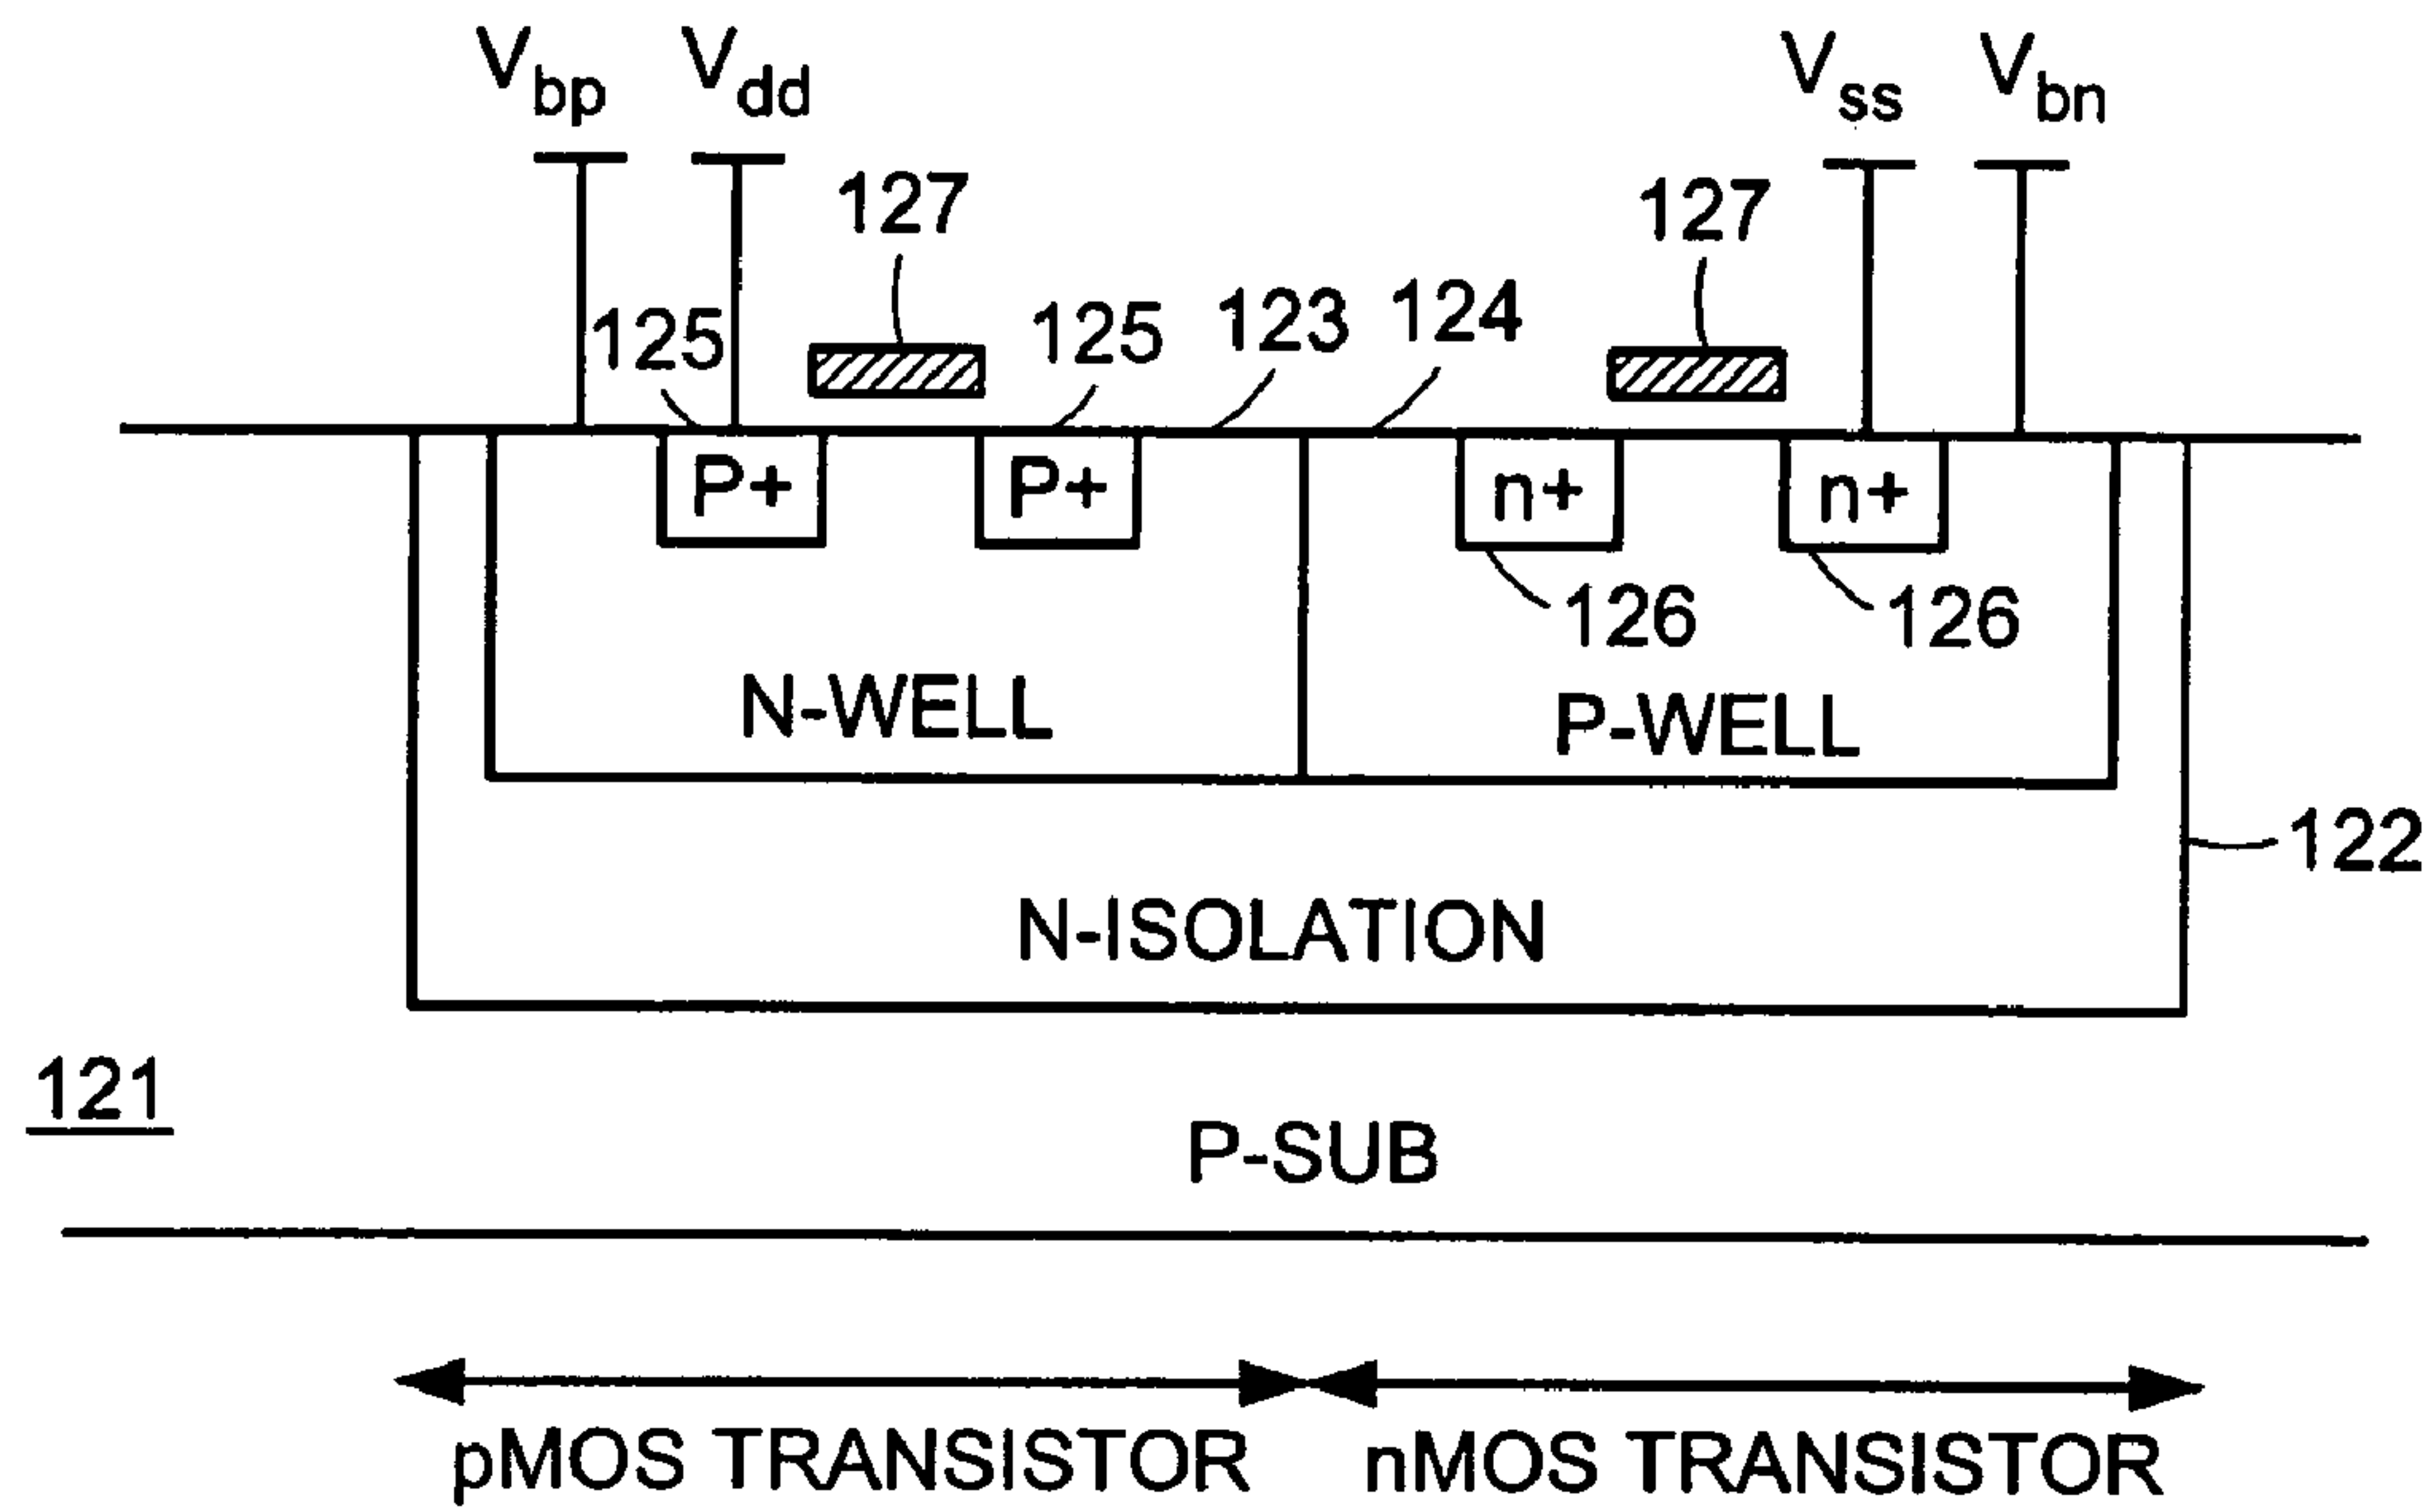 Vbp Vdd Vss Vbn
127 127
125 125 123 124
P+ P+ n+ n+
126 126
N-WELL P-WELL
122
N-ISOLATION
121
P-SUB
pMOS TRANSISTOR nMOS TRANSISTOR